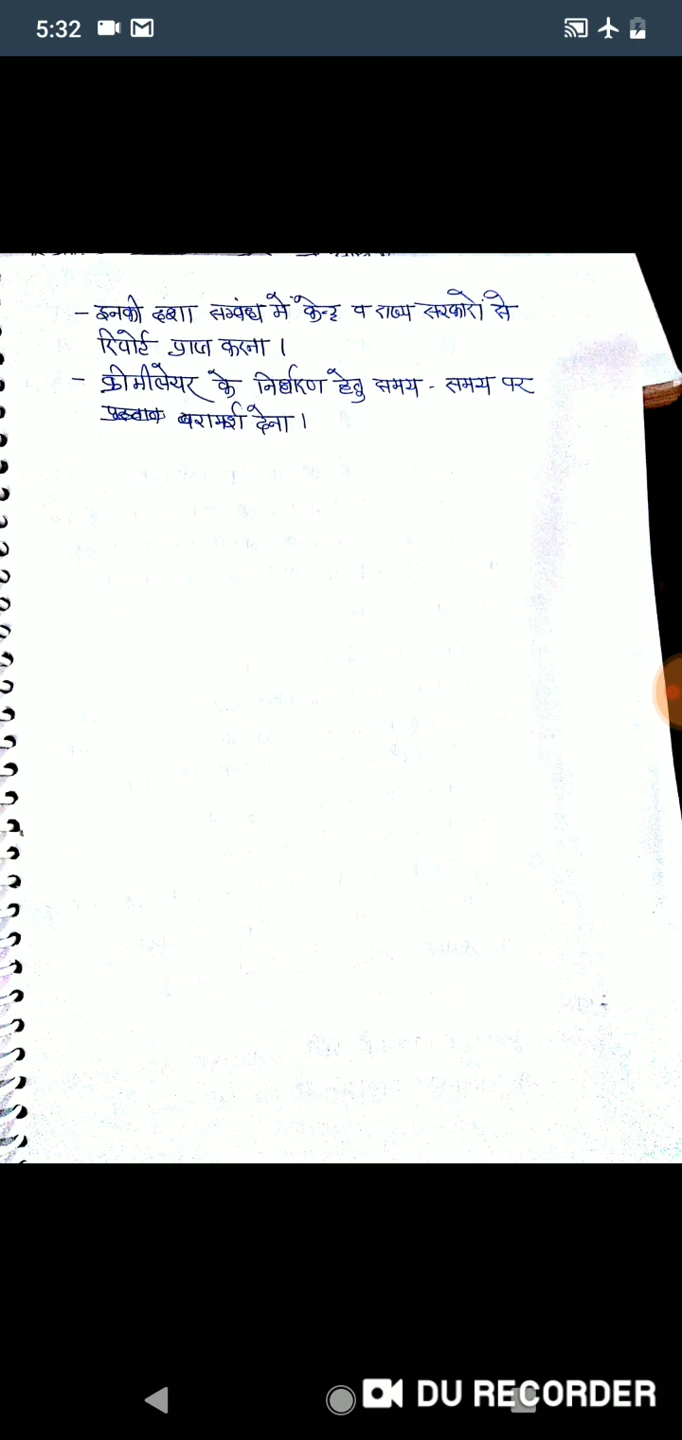 5:32
- इनकी दशा सम्बंध में केन्द्र व राज्य सरकारों से
रिपोर्ट प्राप्त करना ।
- क्रीमीलेयर के निर्धारण हेतु समय - समय पर
परामर्श देना ।
DU RECORDER